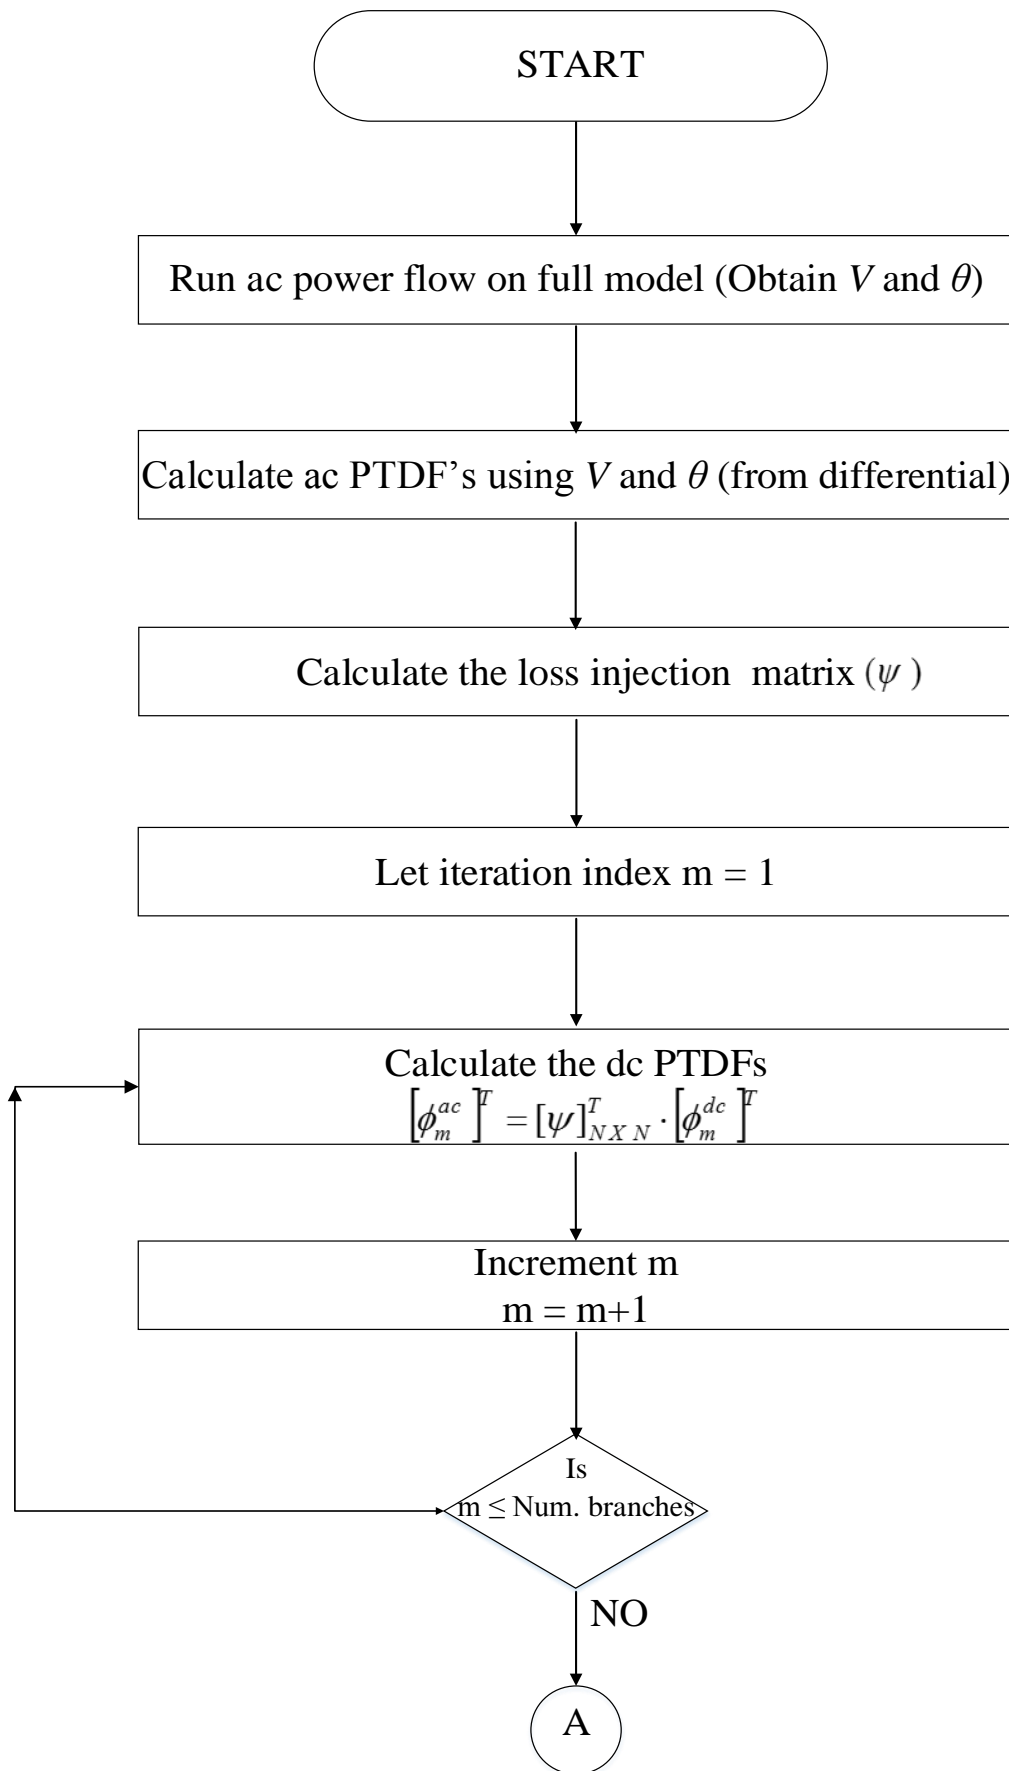 START
Run ac power flow on full model (Obtain V and θ)
Calculate ac PTDF’s using V and θ (from differential)
Calculate the loss injection matrix (ψ )
Let iteration index m = 1
Calculate the dc PTDFs
[ϕ_m^{ac}]^T = [ψ]_{N X N}^T · [ϕ_m^{dc}]^T
Increment m
m = m+1
Is
m ≤ Num. branches
NO
A